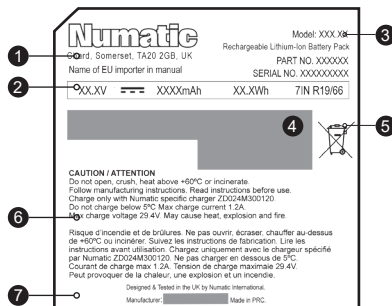 Numatic
Model: XXX.XX
3
Rechargeable Lithium-Ion Battery Pack
1
Chard, Somerset, TA20 2GB, UK
PART NO. XXXXXX
Name of EU importer in manual
SERIAL NO. XXXXXXXXX
2
XX.XV XXXXmAh XX.XWh 7IN R19/66
4
5
CAUTION / ATTENTION
Do not open, crush, heat above +60ºC or incinerate.
Follow manufacturing instructions. Read instructions before use.
Charge only with Numatic specific charger ZD024M300120
Do not charge below 5ºC Max charge current 1.2A.
6
Max charge voltage 29.4V. May cause heat, explosion and fire.
Risque d'incendie et de brûlures. Ne pas ouvrir, écraser, chauffer au-dessus
de +60ºC ou incinérer. Suivez les instructions de fabrication. Lire les
instructions avant utilisation. Chargez uniquement avec le chargeur spécifié
par Numatic ZD024M300120. Ne pas charger en dessous de 5ºC.
Courant de charge max 1.2A. Tension de charge maximale 29.4V.
Peut provoquer de la chaleur, une explosion et un incendie.
7
Designed & Tested in the UK by Numatic International.
Manufacturer: Made in PRC.